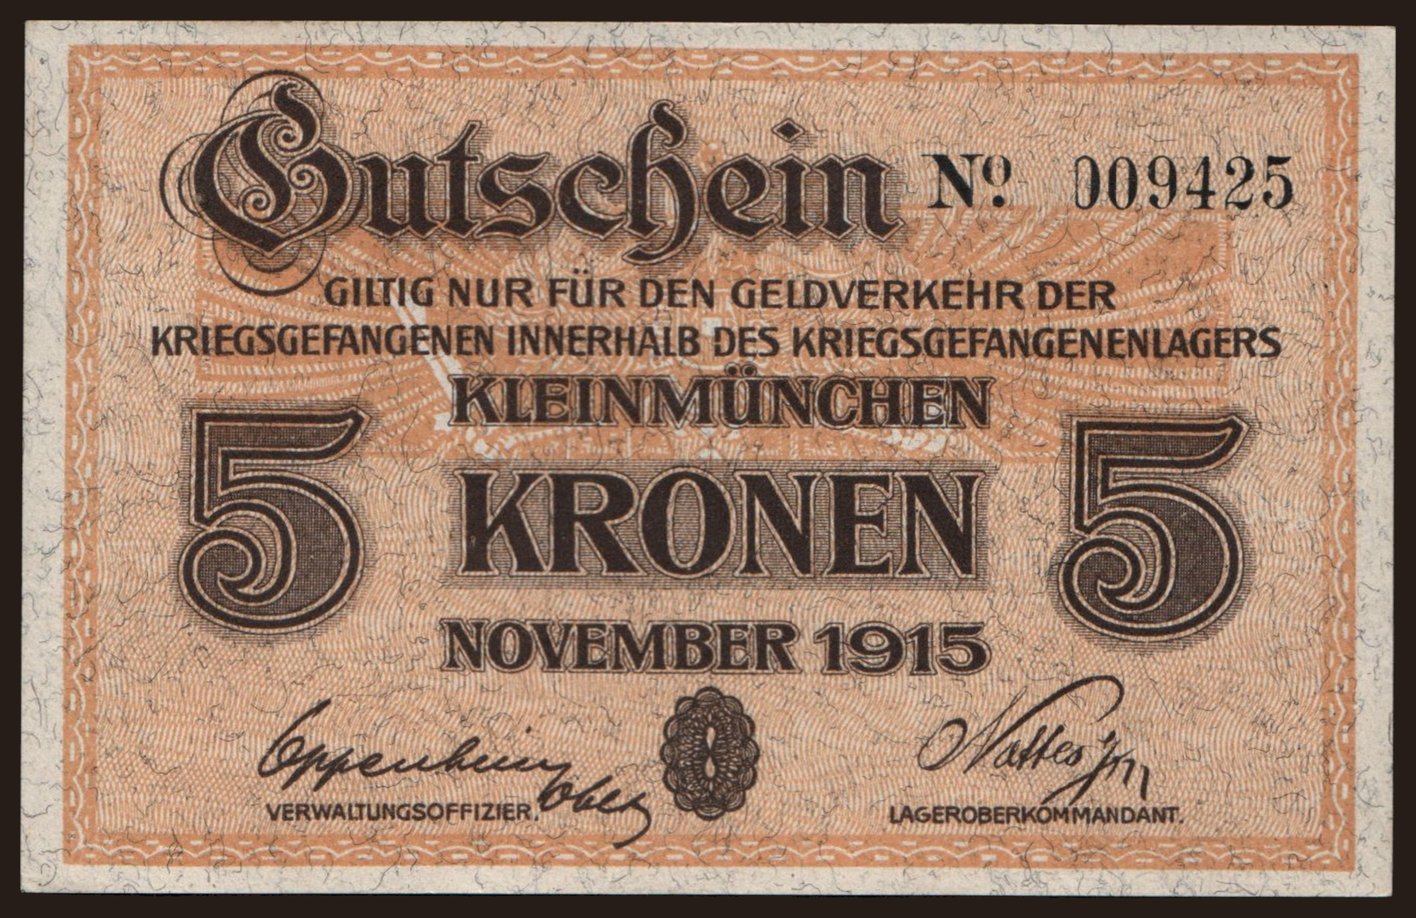 Gutschein Nº 009425
GILTIG NUR FÜR DEN GELDVERKEHR DER
KRIEGSGEFANGENEN INNERHALB DES KRIEGSGEFANGENENLAGERS
KLEINMÜNCHEN
5 KRONEN 5
NOVEMBER 1915
Oppenheim
VERWALTUNGSOFFIZIER. LAGEROBERKOMMANDANT.